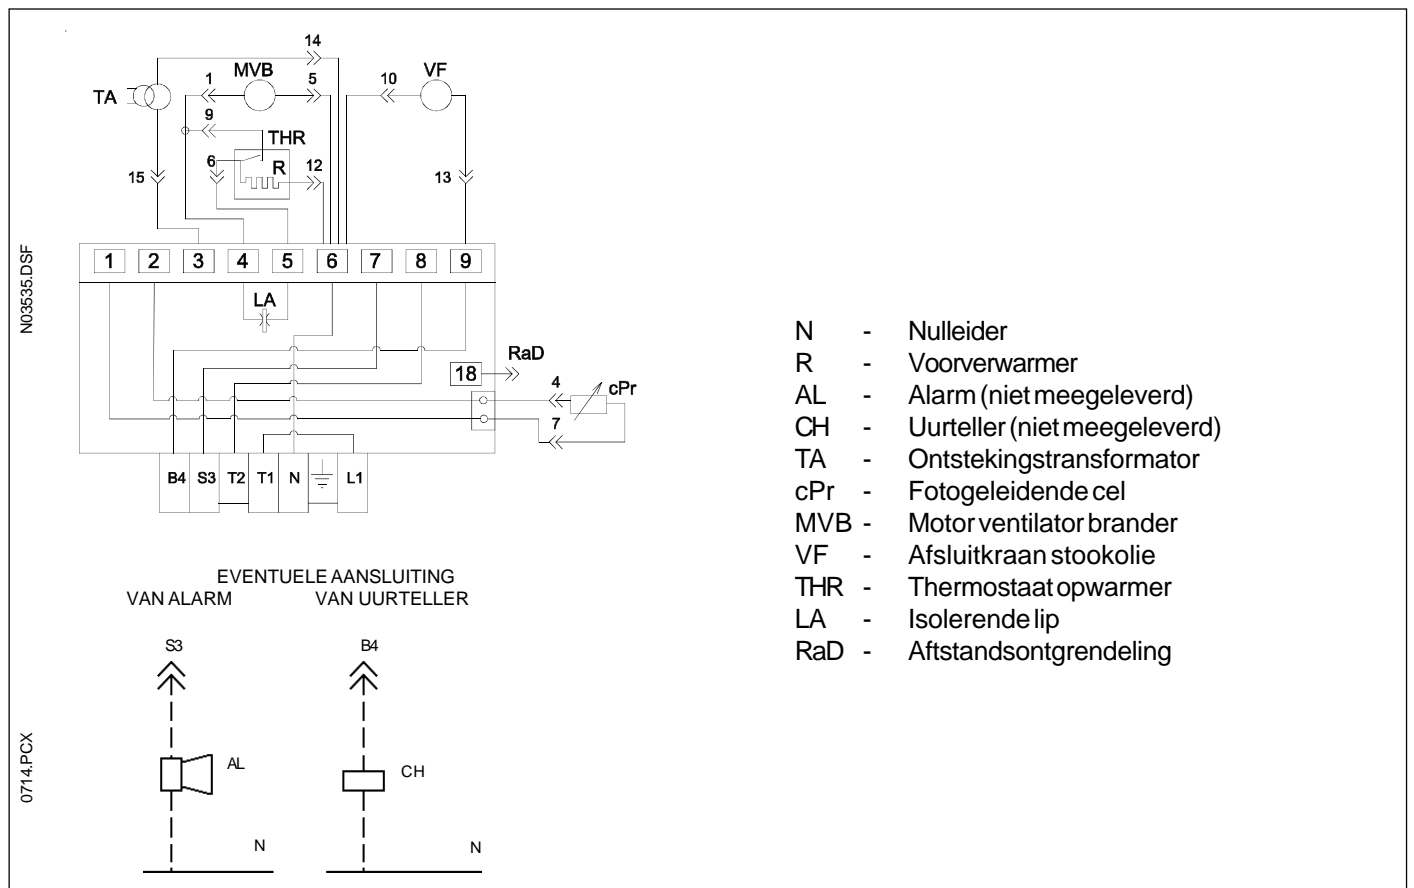 14
MVB
VF
1
5
10
TA
9
THR
6
R
12
15
13
1 2 3 4 5 6 7 8 9
LA
RaD
18
4
cPr
7
B4 S3 T2 T1 N L1
N03535.DSF
N - Nulleider
R - Voorverwarmer
AL - Alarm (niet meegeleverd)
CH - Uurteller (niet meegeleverd)
TA - Ontstekingstransformator
cPr - Fotogeleidende cel
MVB - Motor ventilator brander
VF - Afsluitkraan stookolie
THR - Thermostaat opwarmer
LA - Isolerende lip
RaD - Aftstandsontgrendeling
EVENTUELE AANSLUITING
VAN ALARM VAN UURTELLER
S3
B4
AL
CH
N
N
0714.PCX